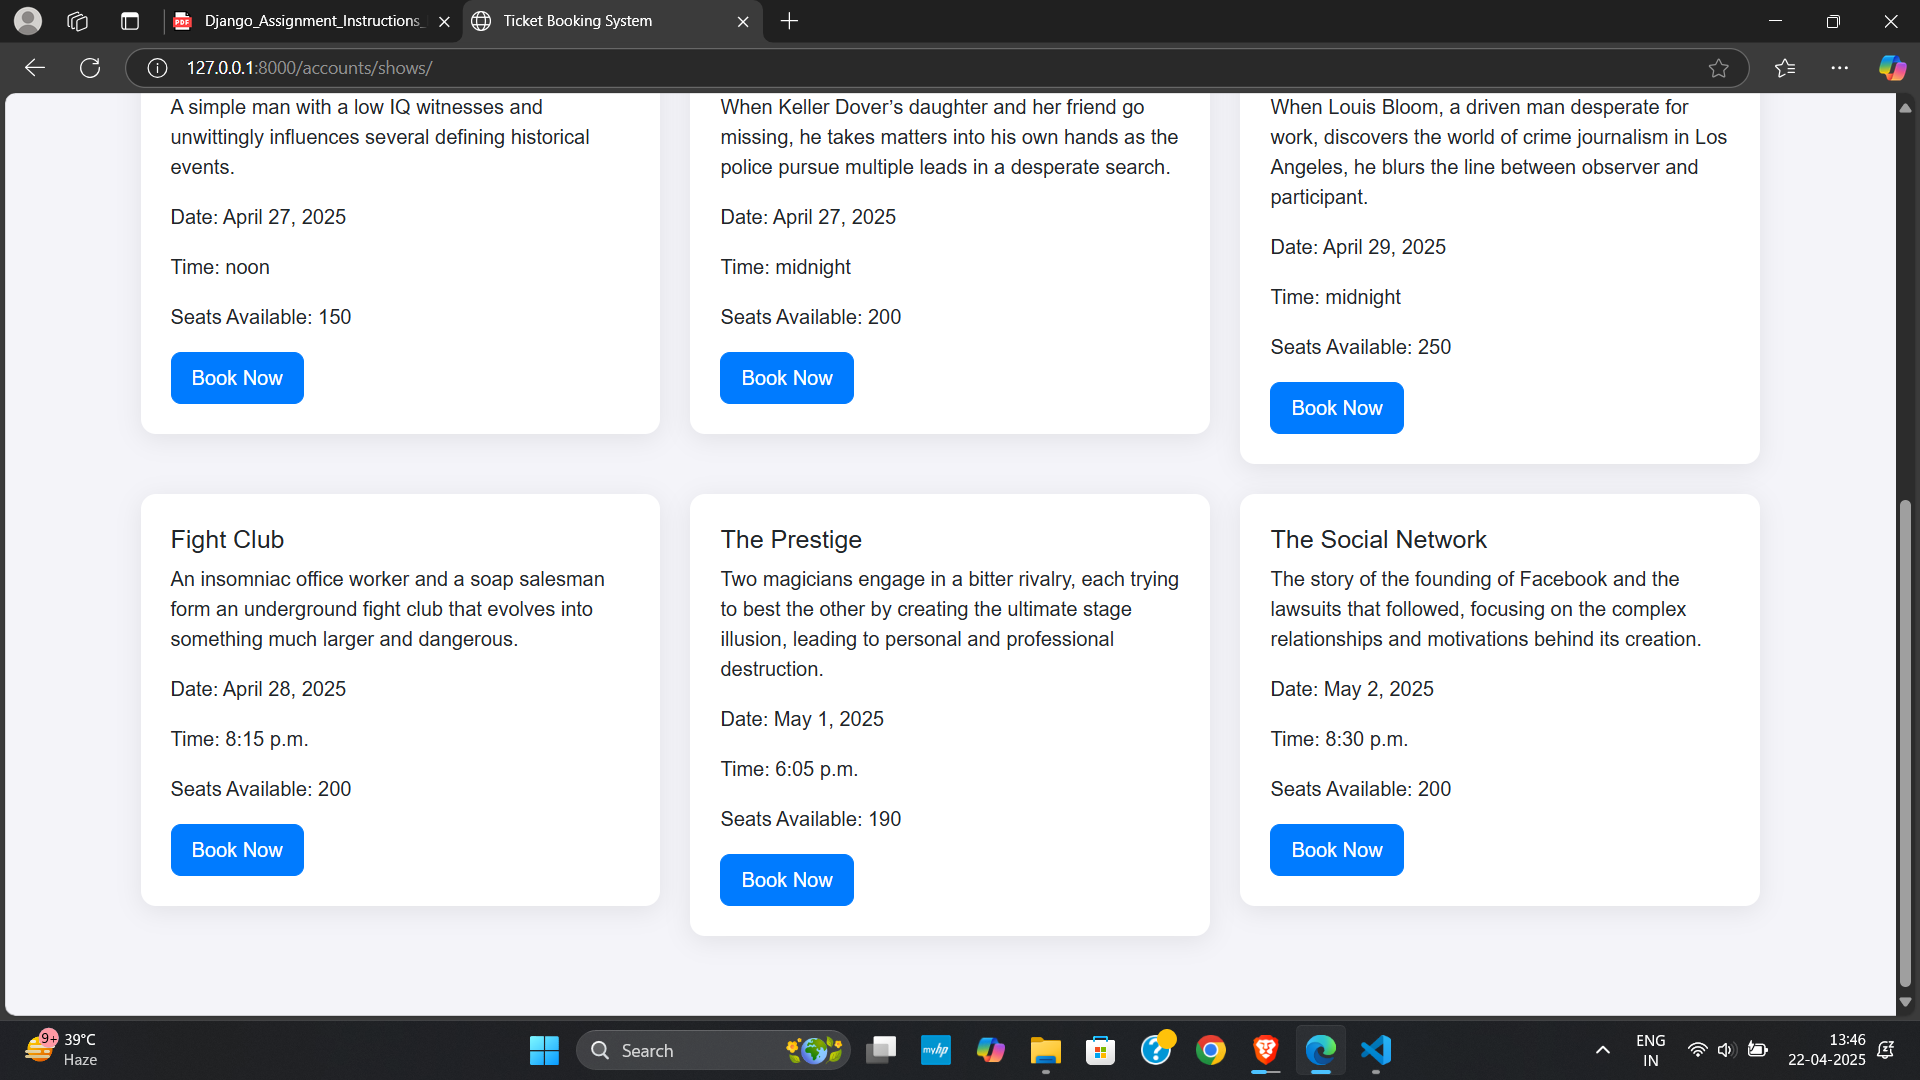 Django_Assignment_Instructions_
Ticket Booking System
127.0.0.1:8000/accounts/shows/
A simple man with a low IQ witnesses and
unwittingly influences several defining historical
events.
Date: April 27, 2025
Time: noon
Seats Available: 150
Book Now
When Keller Dover’s daughter and her friend go
missing, he takes matters into his own hands as the
police pursue multiple leads in a desperate search.
Date: April 27, 2025
Time: midnight
Seats Available: 200
Book Now
When Louis Bloom, a driven man desperate for
work, discovers the world of crime journalism in Los
Angeles, he blurs the line between observer and
participant.
Date: April 29, 2025
Time: midnight
Seats Available: 250
Book Now
Fight Club
An insomniac office worker and a soap salesman
form an underground fight club that evolves into
something much larger and dangerous.
Date: April 28, 2025
Time: 8:15 p.m.
Seats Available: 200
Book Now
The Prestige
Two magicians engage in a bitter rivalry, each trying
to best the other by creating the ultimate stage
illusion, leading to personal and professional
destruction.
Date: May 1, 2025
Time: 6:05 p.m.
Seats Available: 190
Book Now
The Social Network
The story of the founding of Facebook and the
lawsuits that followed, focusing on the complex
relationships and motivations behind its creation.
Date: May 2, 2025
Time: 8:30 p.m.
Seats Available: 200
Book Now
9+
39°C
Haze
Search
myhp
ENG
IN
13:46
22-04-2025